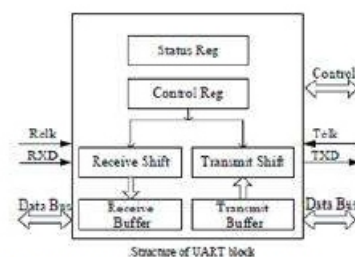 Status Reg
Control Reg
Control
Rclk
Tclk
RXD
Receive Shift
Transmit Shift
TXD
Data Bus
Receive
Buffer
Transmit
Buffer
Data Bus
Structure of UART block